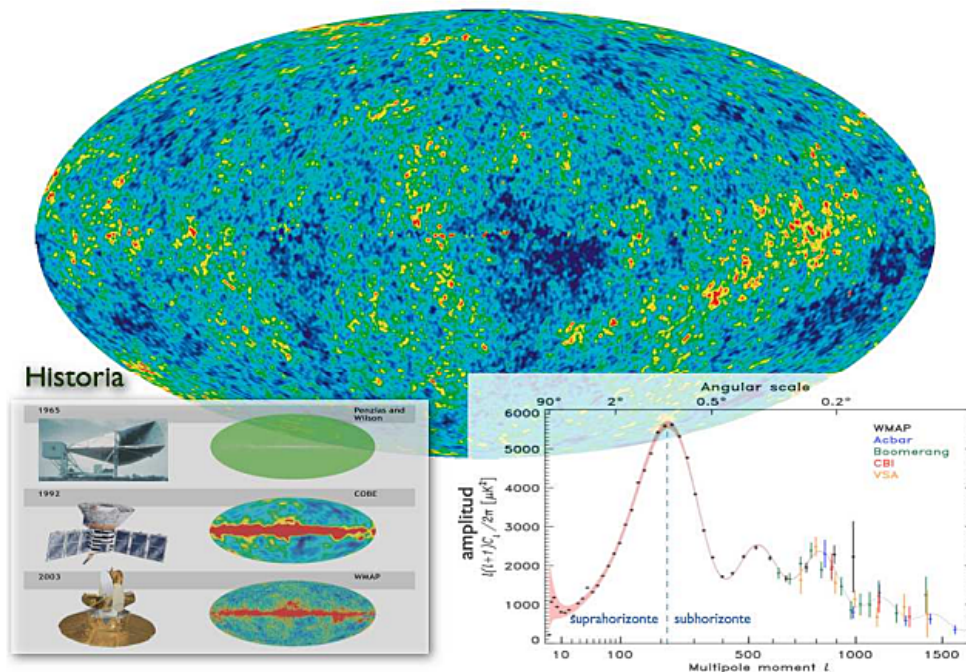 Historia
1965
Penzias and
Wilson
1992
COBE
2003
WMAP
Angular scale
90° 2° 0.5° 0.2°
6000
5000
4000
3000
2000
1000
0
amplitud
l(l+1)Cₗ/2π [μK²]
WMAP
Acbar
Boomerang
CBI
VSA
suprahorizonte
subhorizonte
10 100 500 1000 1500
Multipole moment l